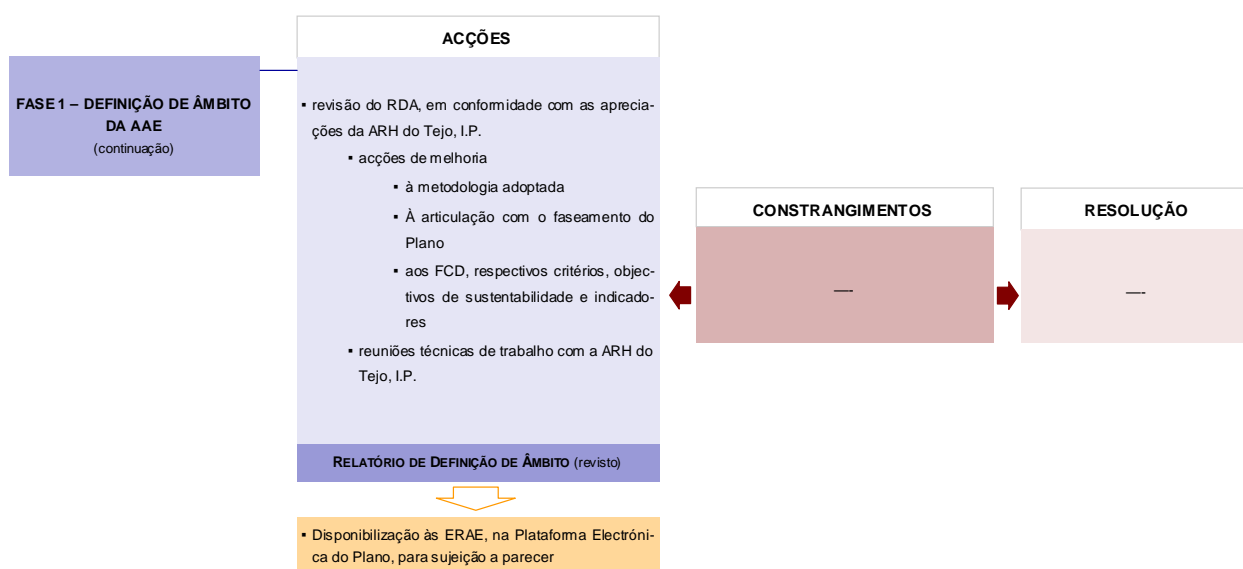 ACÇÕES
FASE 1 – DEFINIÇÃO DE ÂMBITO
DA AAE
(continuação)
▪ revisão do RDA, em conformidade com as aprecia-
ções da ARH do Tejo, I.P.
▪ acções de melhoria
▪ à metodologia adoptada
▪ À articulação com o faseamento do
Plano
▪ aos FCD, respectivos critérios, objec-
tivos de sustentabilidade e indicado-
res
▪ reuniões técnicas de trabalho com a ARH do
Tejo, I.P.
CONSTRANGIMENTOS
—-
RESOLUÇÃO
—-
RELATÓRIO DE DEFINIÇÃO DE ÂMBITO (revisto)
▪ Disponibilização às ERAE, na Plataforma Electróni-
ca do Plano, para sujeição a parecer